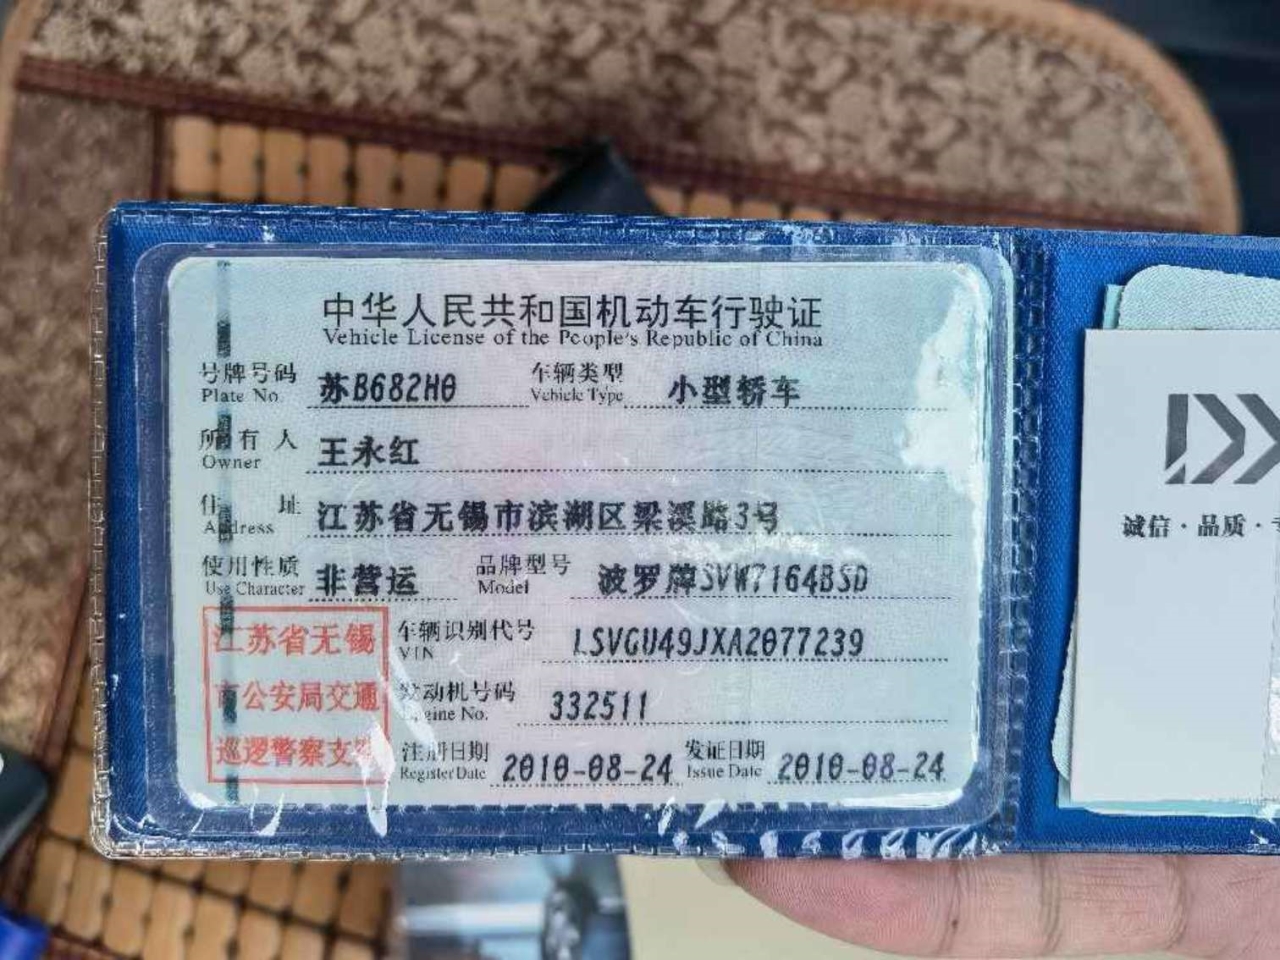 中华人民共和国机动车行驶证
Vehicle License of the People's Republic of China
号牌号码 苏B682H0 车辆类型 小型轿车
Plate No. Vehicle Type
所有人 王永红
Owner
住址 江苏省无锡市滨湖区梁溪路3号
Address
使用性质 非营运 品牌型号 波罗牌SVW7164BSD
Use Character Model
江苏省无锡
市公安局交通
巡逻警察支队
车辆识别代号 LSVGU49JXA2077239
VIN
发动机号码 332511
Engine No.
注册日期 2010-08-24 发证日期 2010-08-24
Register Date Issue Date
诚信·品质·